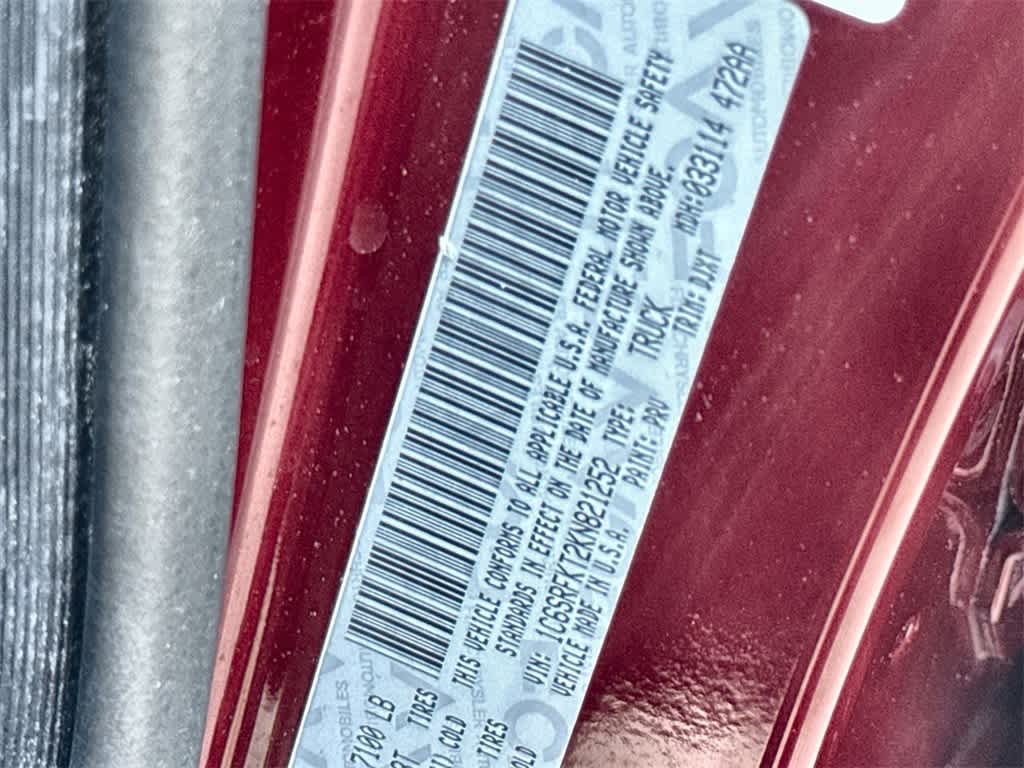 7100 LB
TIRES
COLD
TIRES
THIS VEHICLE CONFORMS TO ALL APPLICABLE U.S.A. FEDERAL MOTOR VEHICLE SAFETY
STANDARDS IN EFFECT ON THE DATE OF MANUFACTURE SHOWN ABOVE.
VIN: 1C6SRFKT2KN821252 TYPE: TRUCK MDH:033114 472AA
VEHICLE MADE IN U.S.A. PAINT: PRV TRIM: DJXT